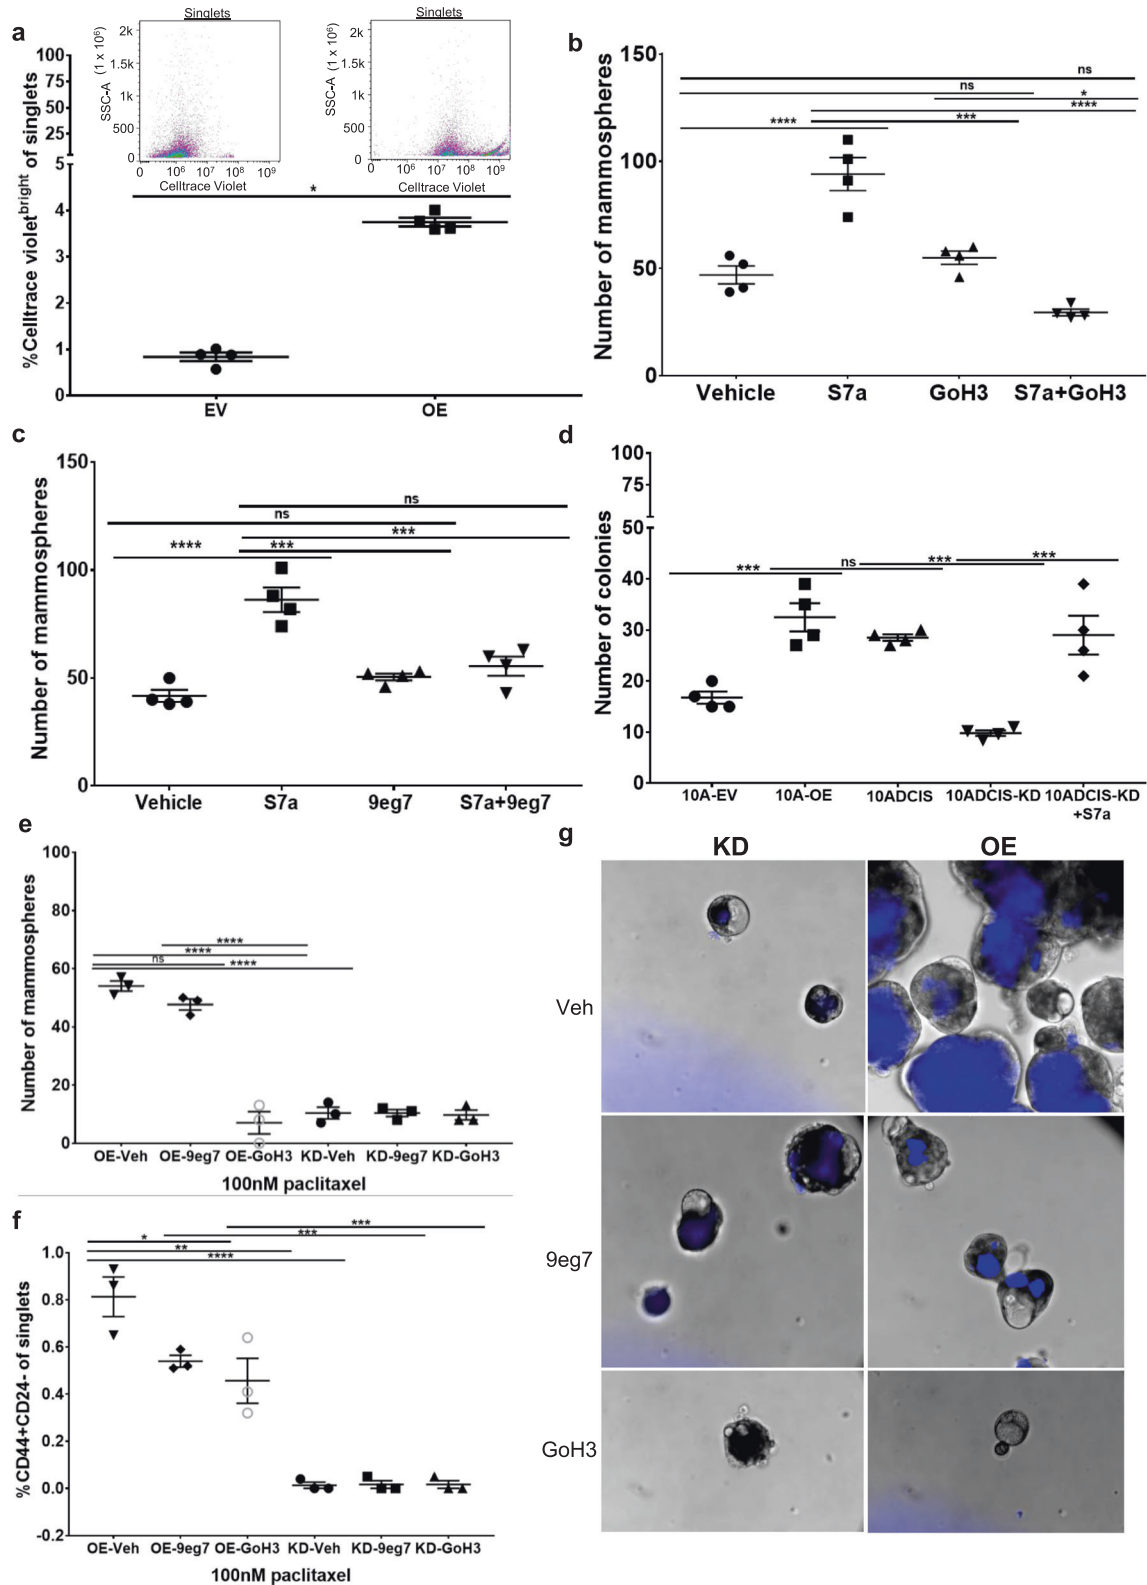 a
%Celltrace violetbright of singlets
100
75
50
25
5
4
3
2
1
0
EV
OE
*
Singlets
SSC-A (1 x 10⁶)
2k
1.5k
1k
500
0
0 10⁶ 10⁷ 10⁸ 10⁹
Celltrace Violet
Singlets
SSC-A (1 x 10⁶)
2k
1.5k
1k
500
0
0 10⁶ 10⁷ 10⁸ 10⁹
Celltrace Violet
b
Number of mammospheres
150
100
50
0
ns
ns
*
****
***
****
Vehicle S7a GoH3 S7a+GoH3
c
Number of mammospheres
150
100
50
0
ns
ns
***
**** ***
Vehicle S7a 9eg7 S7a+9eg7
d
Number of colonies
100
75
50
40
30
20
10
0
*** ns *** ***
10A-EV 10A-OE 10ADCIS 10ADCIS-KD 10ADCIS-KD
+S7a
e
Number of mammospheres
100
80
60
40
20
0
****
****
ns
****
OE-Veh OE-9eg7 OE-GoH3 KD-Veh KD-9eg7 KD-GoH3
100nM paclitaxel
f
%CD44+CD24- of singlets
1.0
0.8
0.6
0.4
0.2
0.0
-0.2
***
***
*
**
****
OE-Veh OE-9eg7 OE-GoH3 KD-Veh KD-9eg7 KD-GoH3
100nM paclitaxel
g
KD OE
Veh
9eg7
GoH3